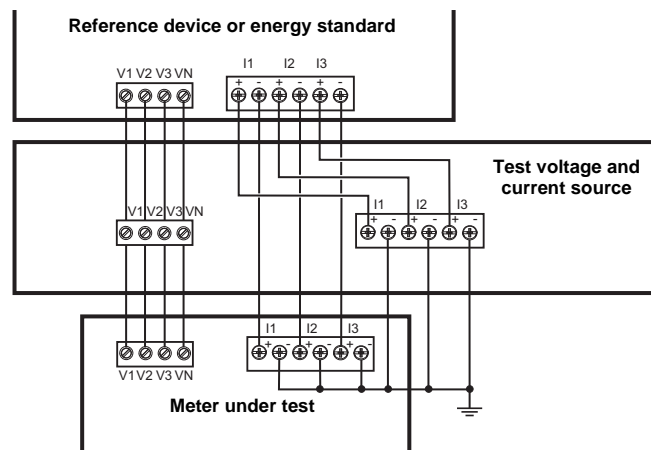 Reference device or energy standard
V1 V2 V3 VN
I1 I2 I3
+ - + - + -
Test voltage and
current source
V1 V2 V3 VN
I1 I2 I3
+ - + - + -
I1 I2 I3
+ - + - + -
V1 V2 V3 VN
Meter under test